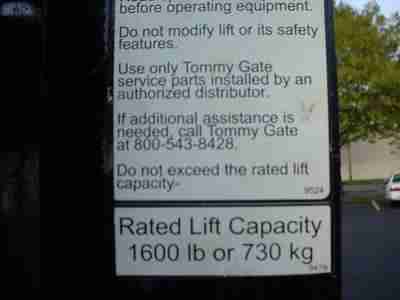 before operating equipment.
Do not modify lift or its safety
features.
Use only Tommy Gate
service parts installed by an
authorized distributor.
If additional assistance is
needed, call Tommy Gate
at 800-543-8428.
Do not exceed the rated lift
capacity-
9524
Rated Lift Capacity
1600 lb or 730 kg